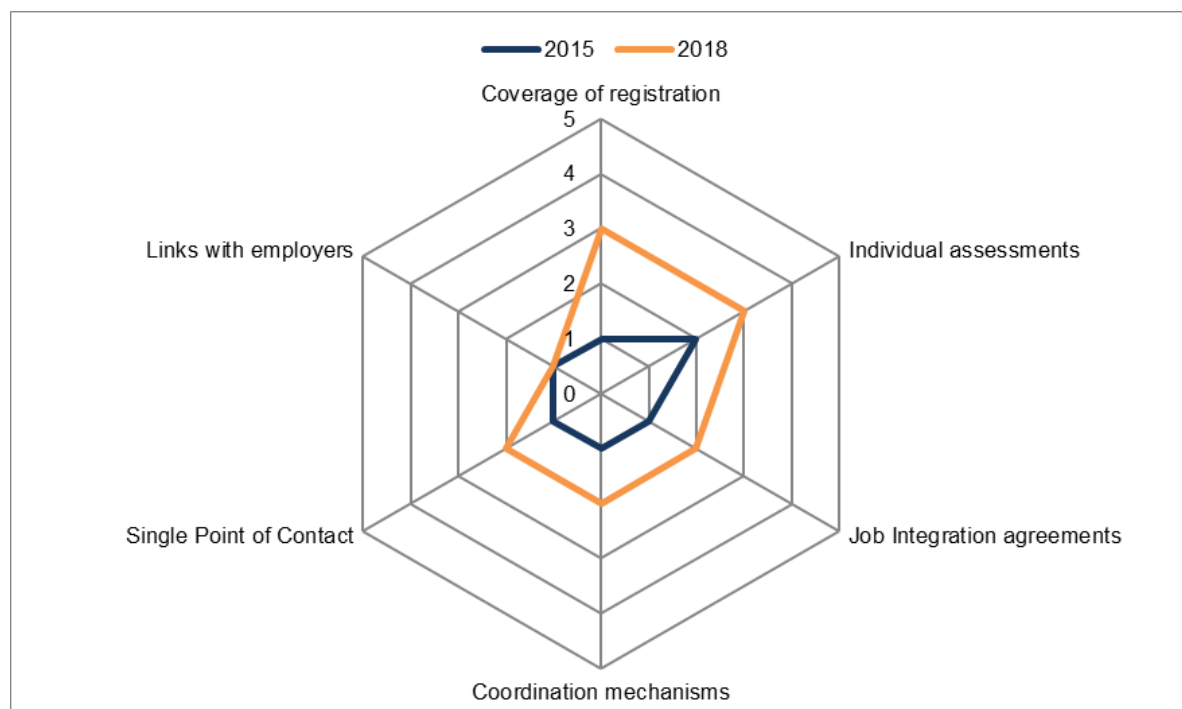 2015 2018
Coverage of registration
5
4
3
2
1
0
Links with employers
Individual assessments
Single Point of Contact
Job Integration agreements
Coordination mechanisms